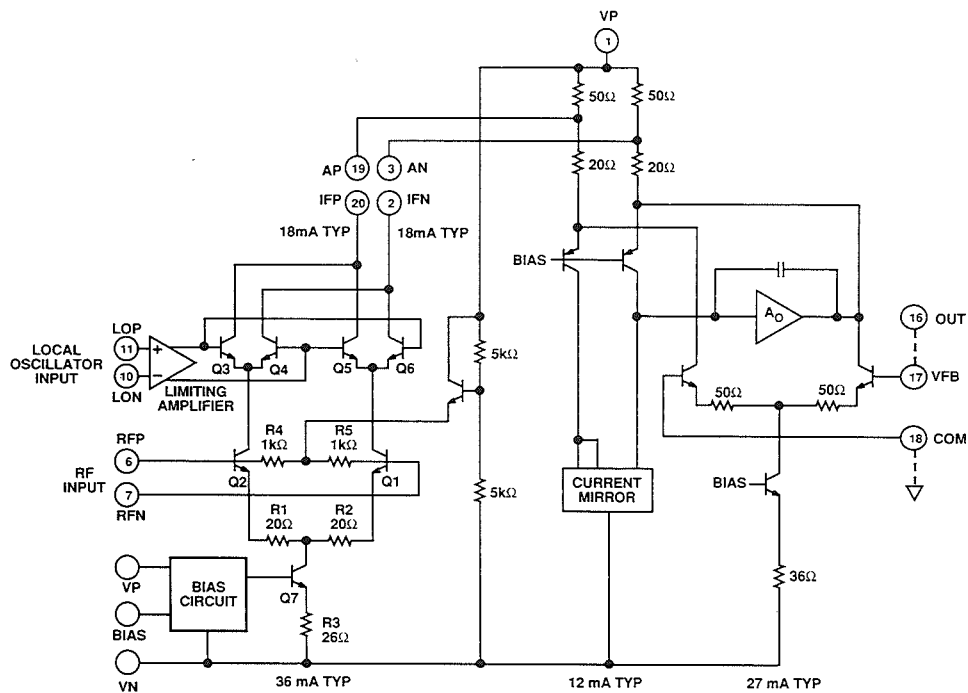 VP
1
50Ω
50Ω
20Ω
20Ω
AP 19 3 AN
IFP 20 2 IFN
18mA TYP 18mA TYP
BIAS
A_O
16 OUT
17 VFB
18 COM
LOP
11
LOCAL
OSCILLATOR
INPUT
10
LON
+
−
LIMITING
AMPLIFIER
Q3 Q4 Q5 Q6
5kΩ
50Ω 50Ω
R4
1kΩ
R5
1kΩ
RFP
6
RF
INPUT
7
RFN
Q2 Q1
5kΩ
CURRENT
MIRROR
BIAS
R1
20Ω
R2
20Ω
VP
BIAS
CIRCUIT
Q7
BIAS
R3
26Ω
36Ω
VN
36 mA TYP 12 mA TYP 27 mA TYP